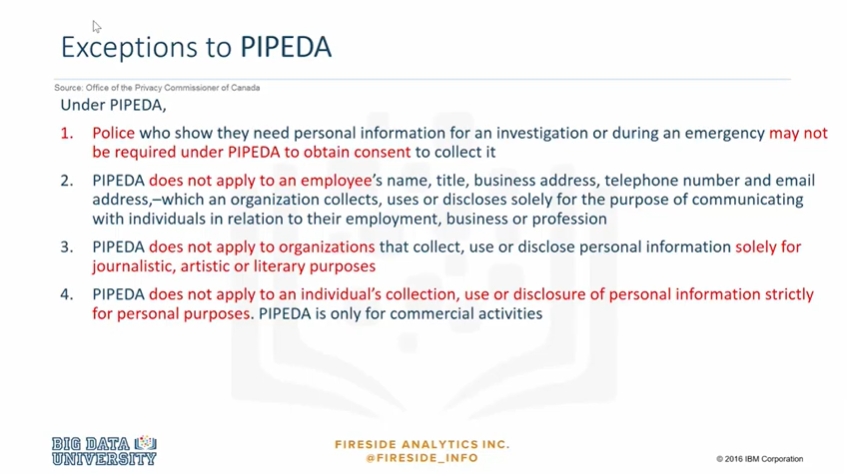 Exceptions to PIPEDA
Source: Office of the Privacy Commissioner of Canada
Under PIPEDA,
1. Police who show they need personal information for an investigation or during an emergency may not
be required under PIPEDA to obtain consent to collect it
2. PIPEDA does not apply to an employee's name, title, business address, telephone number and email
address,–which an organization collects, uses or discloses solely for the purpose of communicating
with individuals in relation to their employment, business or profession
3. PIPEDA does not apply to organizations that collect, use or disclose personal information solely for
journalistic, artistic or literary purposes
4. PIPEDA does not apply to an individual's collection, use or disclosure of personal information strictly
for personal purposes. PIPEDA is only for commercial activities
BIG DATA
UNIVERSITY
FIRESIDE ANALYTICS INC.
@FIRESIDE_INFO
© 2016 IBM Corporation